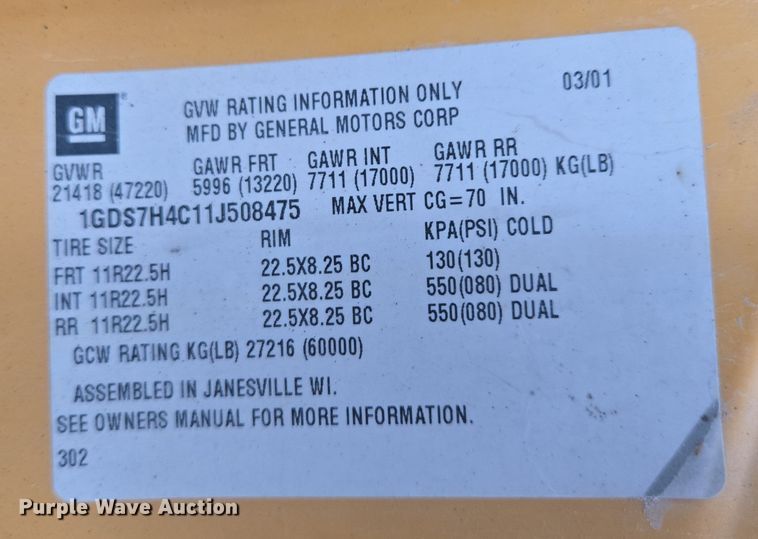 GM®
GVW RATING INFORMATION ONLY 03/01
MFD BY GENERAL MOTORS CORP
GVWR GAWR FRT GAWR INT GAWR RR
21418 (47220) 5996 (13220) 7711 (17000) 7711 (17000) KG(LB)
1GDS7H4C11J508475 MAX VERT CG=70 IN.
TIRE SIZE RIM KPA(PSI) COLD
FRT 11R22.5H 22.5X8.25 BC 130(130)
INT 11R22.5H 22.5X8.25 BC 550(080) DUAL
RR 11R22.5H 22.5X8.25 BC 550(080) DUAL
GCW RATING KG(LB) 27216 (60000)
ASSEMBLED IN JANESVILLE WI.
SEE OWNERS MANUAL FOR MORE INFORMATION.
302
Purple Wave Auction